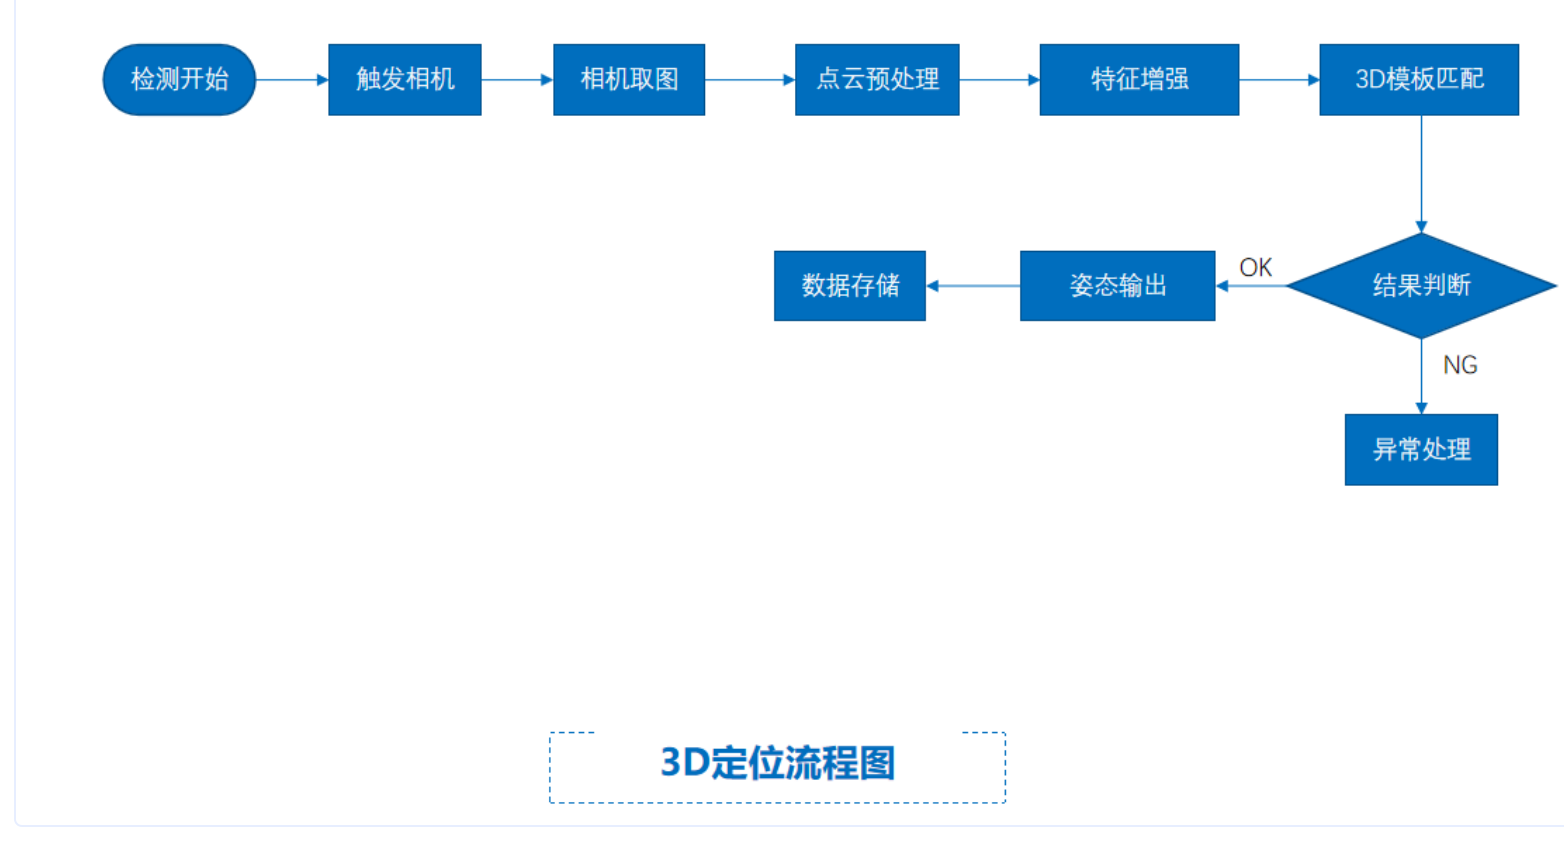 检测开始
触发相机
相机取图
点云预处理
特征增强
3D模板匹配
数据存储
姿态输出
OK
结果判断
NG
异常处理
3D定位流程图